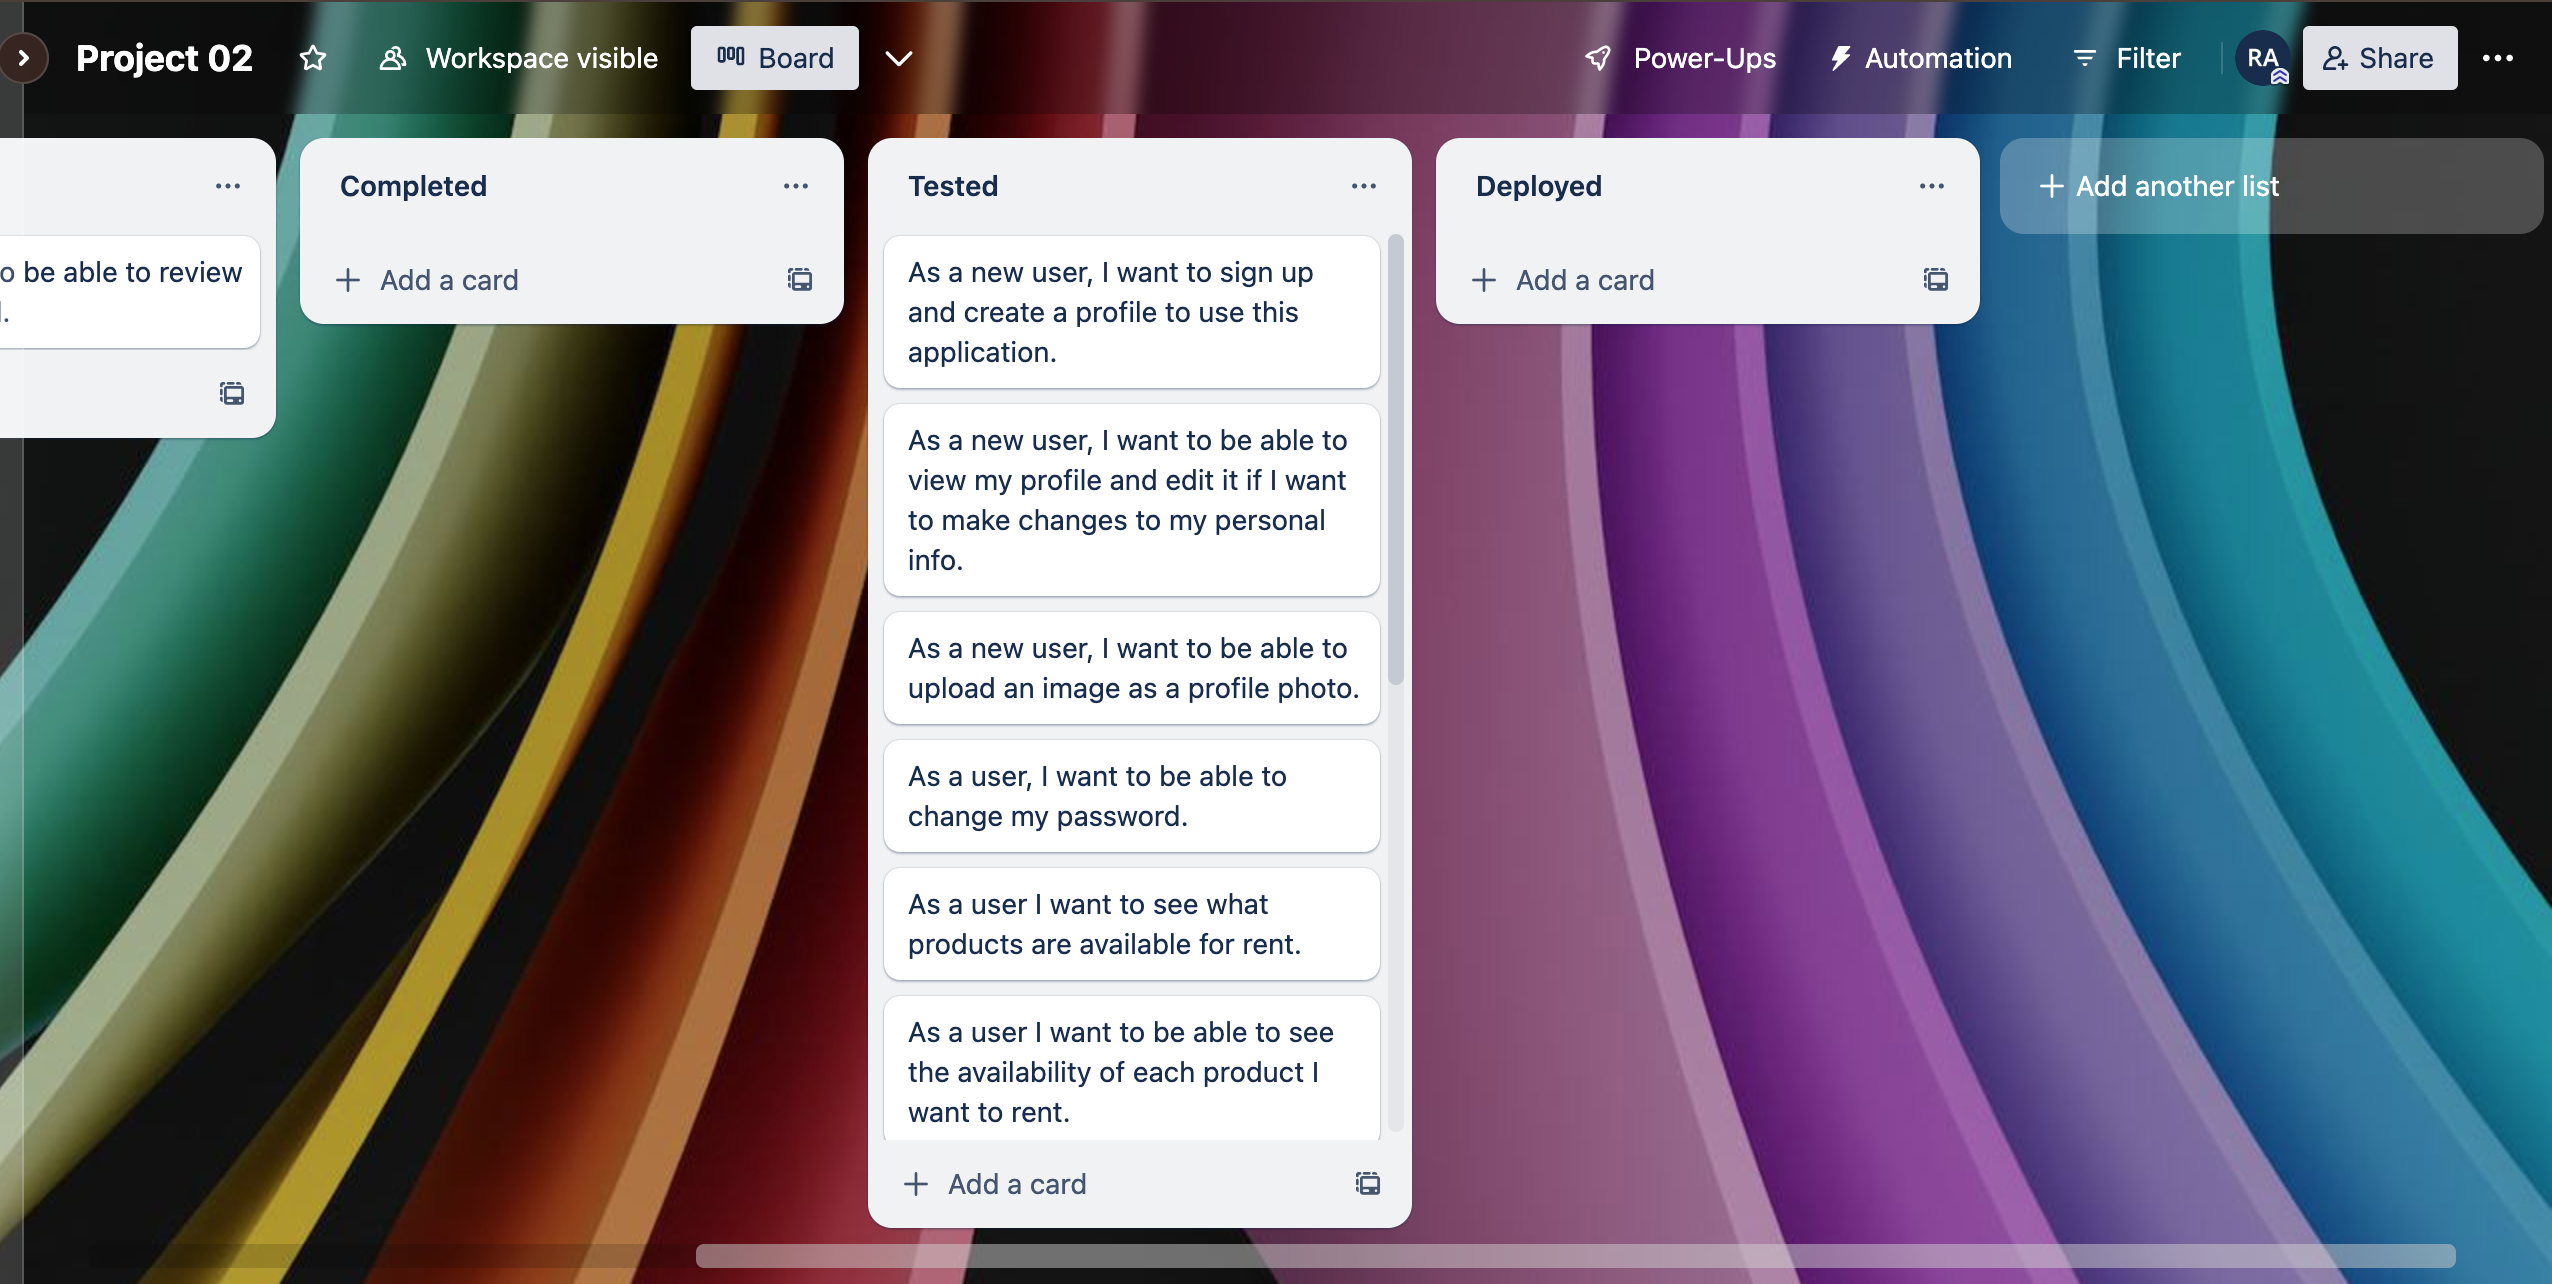 Project 02
Workspace visible
Board
Power-Ups
Automation
Filter
RA
Share
be able to review
Completed
Add a card
Tested
As a new user, I want to sign up
and create a profile to use this
application.
As a new user, I want to be able to
view my profile and edit it if I want
to make changes to my personal
info.
As a new user, I want to be able to
upload an image as a profile photo.
As a user, I want to be able to
change my password.
As a user I want to see what
products are available for rent.
As a user I want to be able to see
the availability of each product I
want to rent.
Add a card
Deployed
Add a card
Add another list